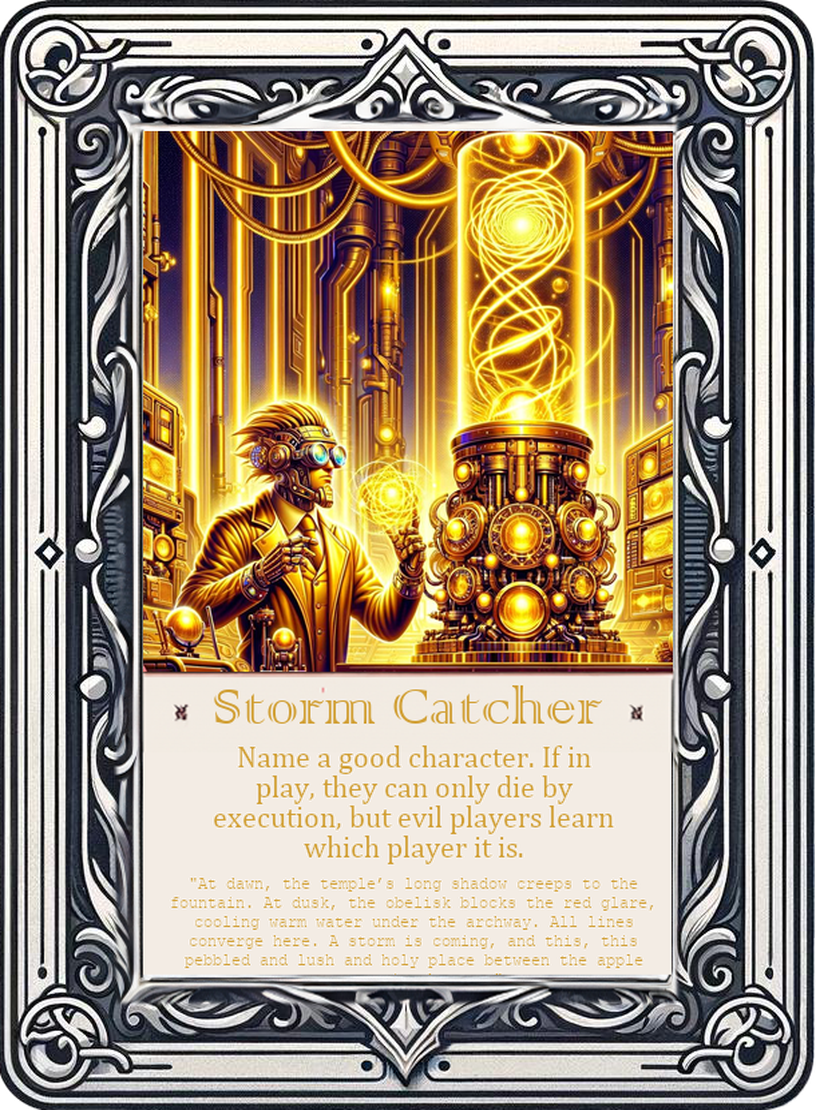 Storm Catcher
Name a good character. If in
play, they can only die by
execution, but evil players learn
which player it is.
"At dawn, the temple’s long shadow creeps to the
fountain. At dusk, the obelisk blocks the red glare,
cooling warm water under the archway. All lines
converge here. A storm is coming, and this, this
pebbled and lush and holy place between the apple